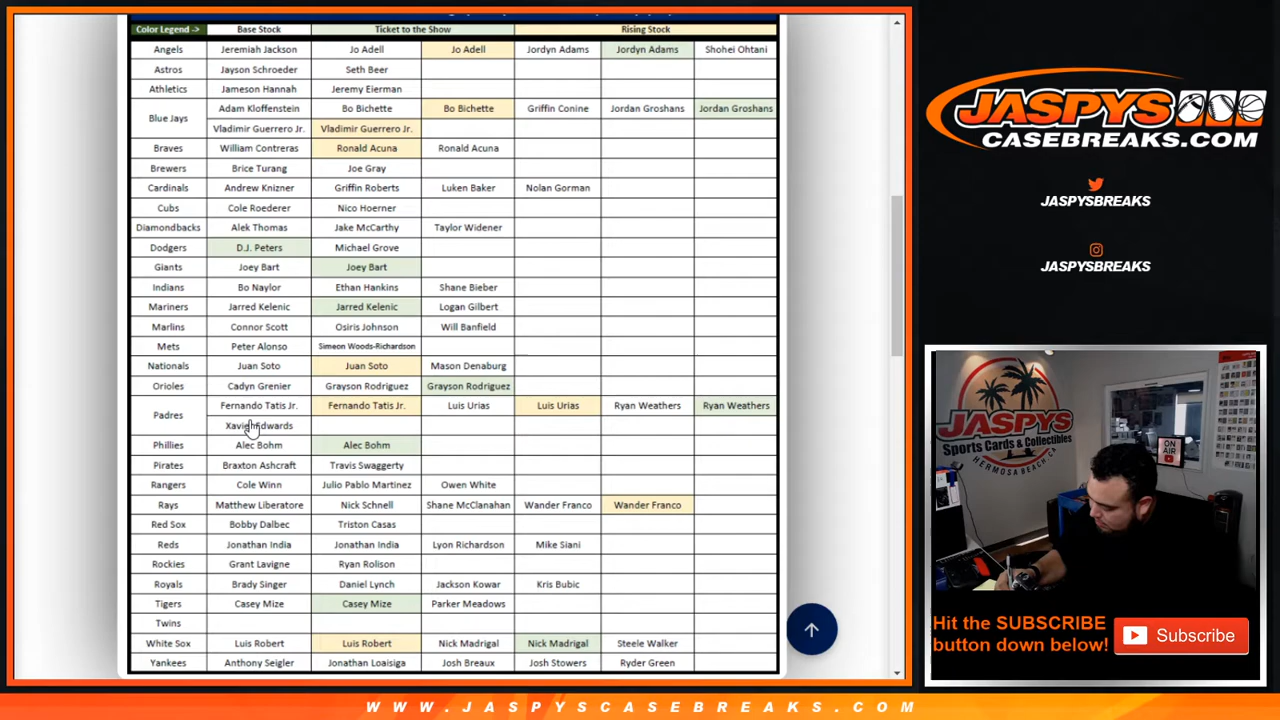 Color Legend -> Base Stock Ticket to the Show Rising Stock
Angels Jeremiah Jackson Jo Adell Jo Adell Jordyn Adams Jordyn Adams Shohei Ohtani
Astros Jayson Schroeder Seth Beer
Athletics Jameson Hannah Jeremy Eierman
Blue Jays Adam Kloffenstein Bo Bichette Bo Bichette Griffin Conine Jordan Groshans Jordan Groshans
Vladimir Guerrero Jr. Vladimir Guerrero Jr.
Braves William Contreras Ronald Acuna Ronald Acuna
Brewers Brice Turang Joe Gray
Cardinals Andrew Knizner Griffin Roberts Luken Baker Nolan Gorman
Cubs Cole Roederer Nico Hoerner
Diamondbacks Alek Thomas Jake McCarthy Taylor Widener
Dodgers D.J. Peters Michael Grove
Giants Joey Bart Joey Bart
Indians Bo Naylor Ethan Hankins Shane Bieber
Mariners Jarred Kelenic Jarred Kelenic Logan Gilbert
Marlins Connor Scott Osiris Johnson Will Banfield
Mets Peter Alonso Simeon Woods-Richardson
Nationals Juan Soto Juan Soto Mason Denaburg
Orioles Cadyn Grenier Grayson Rodriguez Grayson Rodriguez
Padres Fernando Tatis Jr. Fernando Tatis Jr. Luis Urias Luis Urias Ryan Weathers Ryan Weathers
Xavier Edwards
Phillies Alec Bohm Alec Bohm
Pirates Braxton Ashcraft Travis Swaggerty
Rangers Cole Winn Julio Pablo Martinez Owen White
Rays Matthew Liberatore Nick Schnell Shane McClanahan Wander Franco Wander Franco
Red Sox Bobby Dalbec Triston Casas
Reds Jonathan India Jonathan India Lyon Richardson Mike Siani
Rockies Grant Lavigne Ryan Rolison
Royals Brady Singer Daniel Lynch Jackson Kowar Kris Bubic
Tigers Casey Mize Casey Mize Parker Meadows
Twins
White Sox Luis Robert Luis Robert Nick Madrigal Nick Madrigal Steele Walker
Yankees Anthony Seigler Jonathan Loaisiga Josh Breaux Josh Stowers Ryder Green
JASPYS
CASEBREAKS.COM
JASPYSBREAKS
JASPYSBREAKS
JASPYS
Sports Cards & Collectibles
HERMOSA BEACH, CA
ON
AIR
Hit the SUBSCRIBE
button down below!
Subscribe
WWW.JASPYSCASEBREAKS.COM